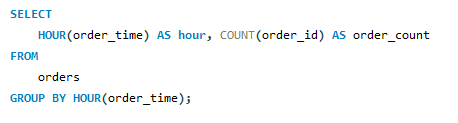 SELECT
HOUR(order_time) AS hour, COUNT(order_id) AS order_count
FROM
orders
GROUP BY HOUR(order_time);